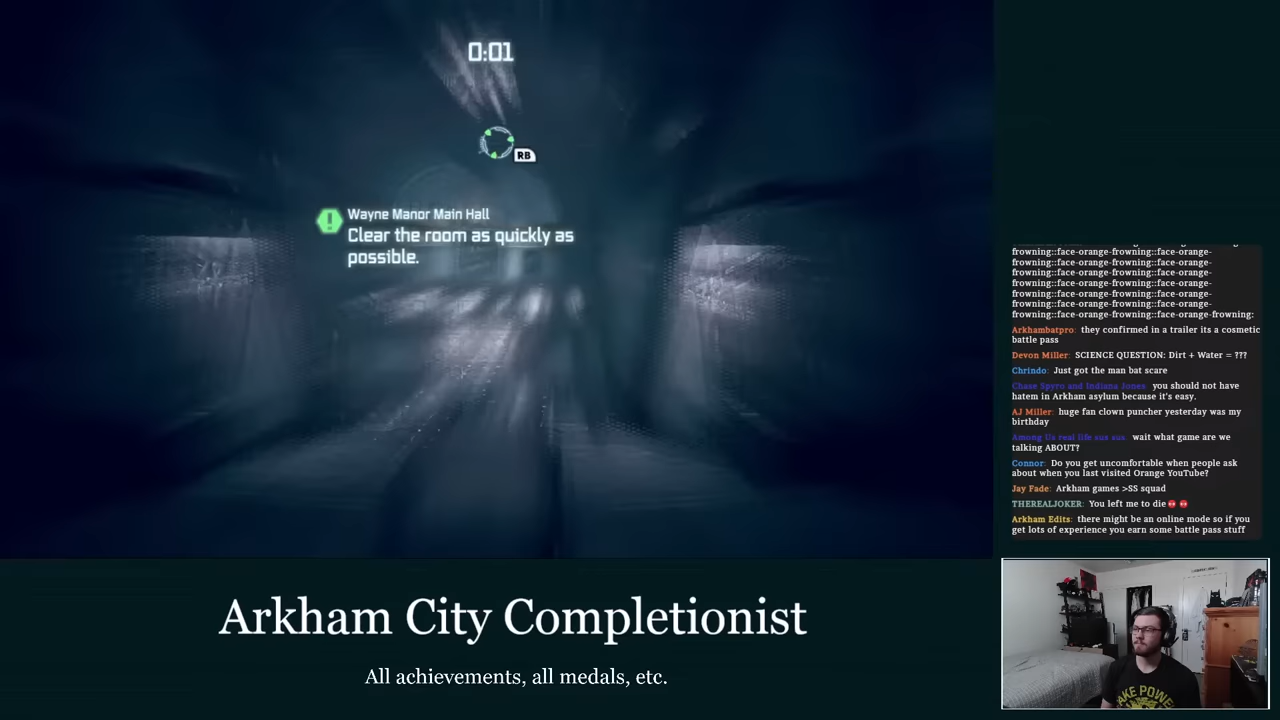 0:01
RB
Wayne Manor Main Hall
Clear the room as quickly as
possible.
frowning::face-orange-frowning::face-orange-
frowning::face-orange-frowning::face-orange-
frowning::face-orange-frowning::face-orange-
frowning::face-orange-frowning::face-orange-
frowning::face-orange-frowning::face-orange-
frowning::face-orange-frowning::face-orange-
frowning::face-orange-frowning::face-orange-frowning:
Arkhambatpro: they confirmed in a trailer its a cosmetic
battle pass
Devon Miller: SCIENCE QUESTION: Dirt + Water = ???
Chrindo: Just got the man bat scare
Chase Spyro and Indiana Jones: you should not have
hatem in Arkham asylum because it's easy.
AJ Miller: huge fan clown puncher yesterday was my
birthday
Among Us real life sus sus: wait what game are we
talking ABOUT?
Connor: Do you get uncomfortable when people ask
about when you last visited Orange YouTube?
Jay Fade: Arkham games >SS squad
THEREALJOKER: You left me to die
Arkham Edits: there might be an online mode so if you
get lots of experience you earn some battle pass stuff
Arkham City Completionist
All achievements, all medals, etc.
AKE POWE